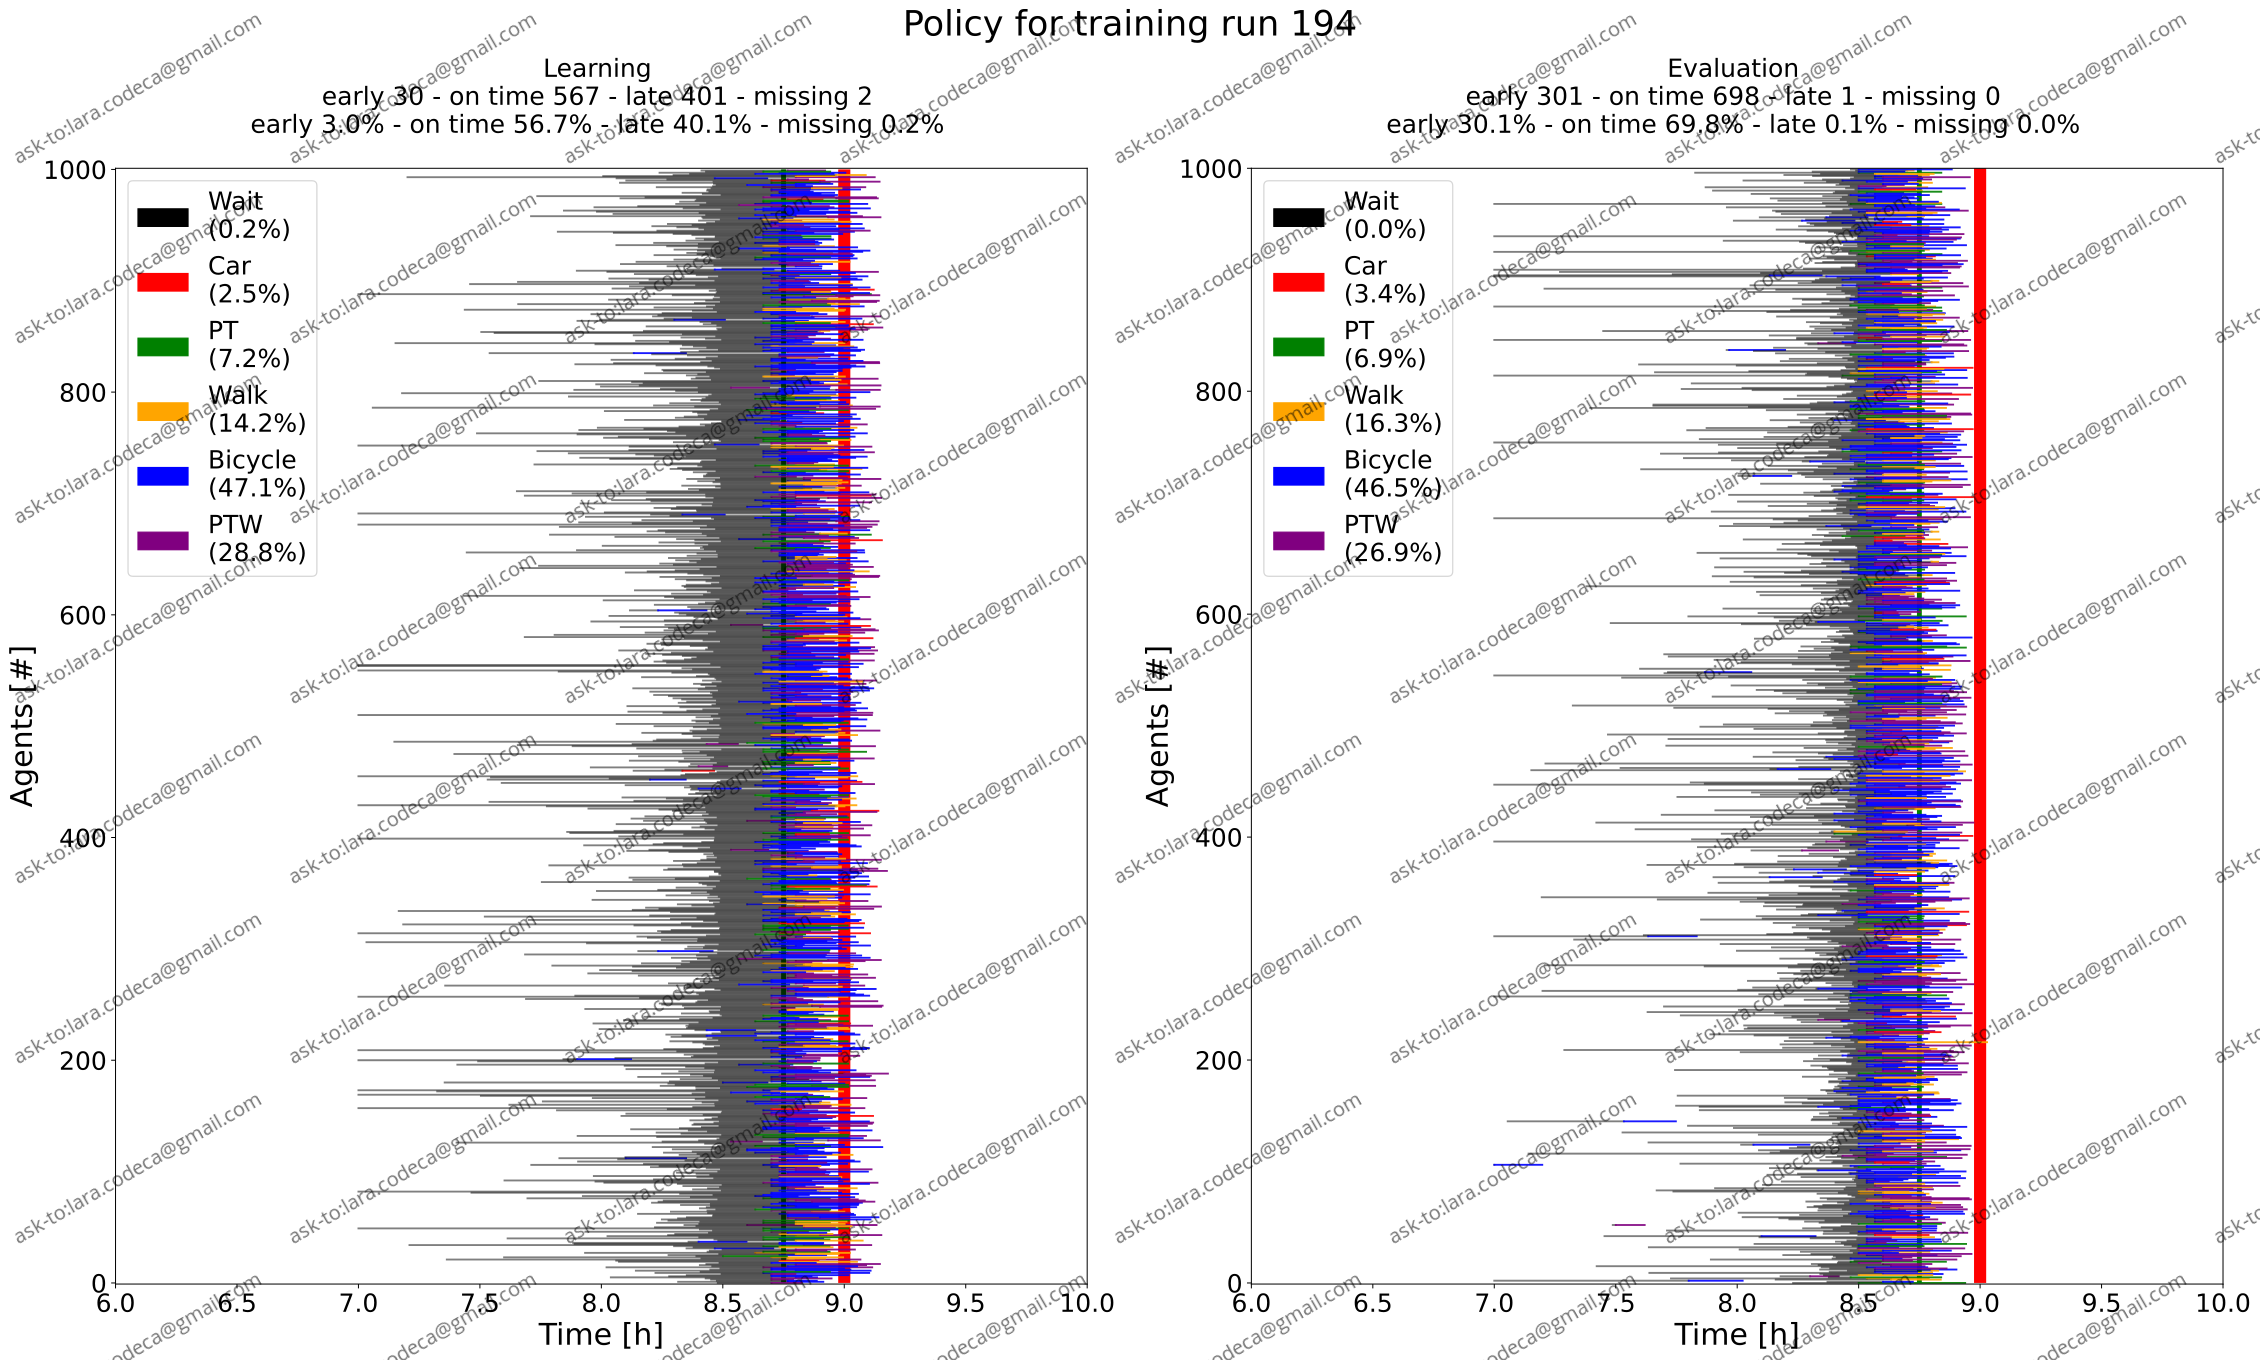 Policy for training run 194
Learning
early 30 - on time 567 - late 401 - missing 2
early 3.0% - on time 56.7% - late 40.1% - missing 0.2%
1000
800
600
400
200
0
Agents [#]
Wait
(0.2%)
Car
(2.5%)
PT
(7.2%)
Walk
(14.2%)
Bicycle
(47.1%)
PTW
(28.8%)
6.0 6.5 7.0 7.5 8.0 8.5 9.0 9.5 10.0
Time [h]
Evaluation
early 301 - on time 698 - late 1 - missing 0
early 30.1% - on time 69.8% - late 0.1% - missing 0.0%
1000
800
600
400
200
0
Agents [#]
Wait
(0.0%)
Car
(3.4%)
PT
(6.9%)
Walk
(16.3%)
Bicycle
(46.5%)
PTW
(26.9%)
6.0 6.5 7.0 7.5 8.0 8.5 9.0 9.5 10.0
Time [h]
ask-to:lara.codeca@gmail.com